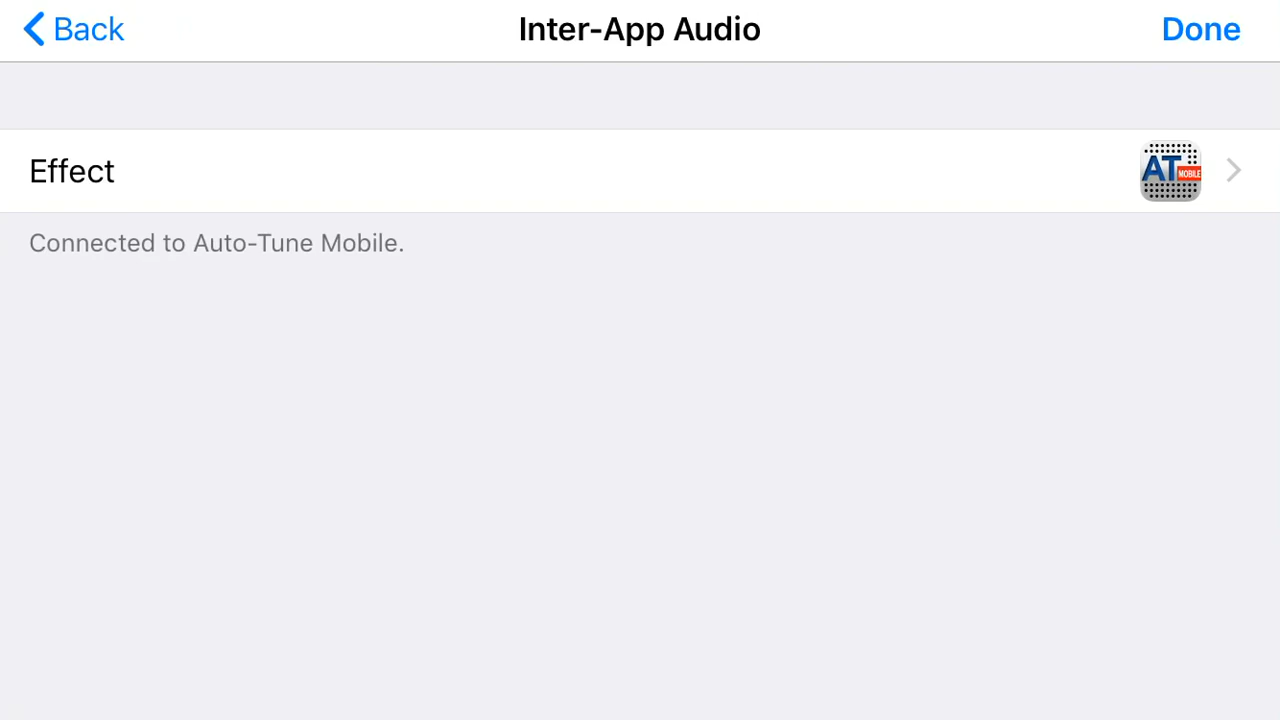 Back
Inter-App Audio
Done
Effect
AT
MOBILE
Connected to Auto-Tune Mobile.